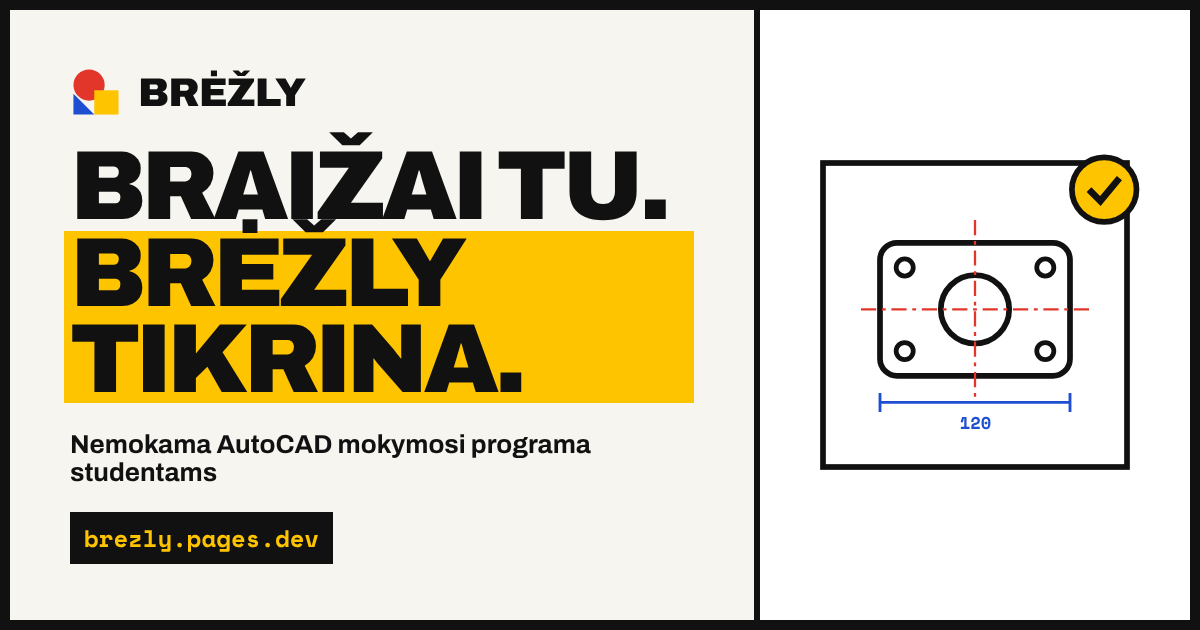 BRĖŽLY
BRAIŽAI TU.
BRĖŽLY
TIKRINA.
Nemokama AutoCAD mokymosi programa
studentams
brezly.pages.dev
120